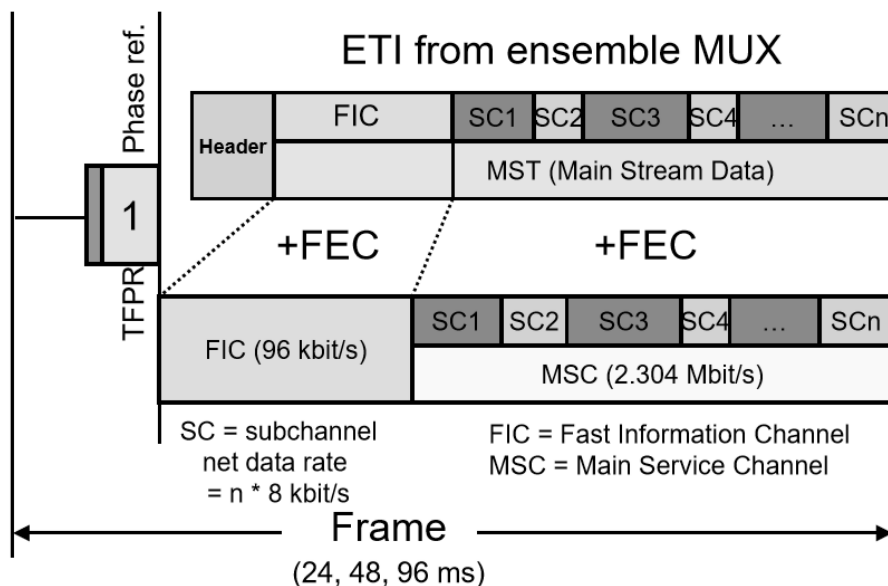 ETI from ensemble MUX
Phase ref.
Header
FIC
SC1 SC2 SC3 SC4 ... SCn
MST (Main Stream Data)
1
+FEC +FEC
TFPR
SC1 SC2 SC3 SC4 ... SCn
FIC (96 kbit/s)
MSC (2.304 Mbit/s)
SC = subchannel
net data rate
= n * 8 kbit/s
FIC = Fast Information Channel
MSC = Main Service Channel
Frame
(24, 48, 96 ms)